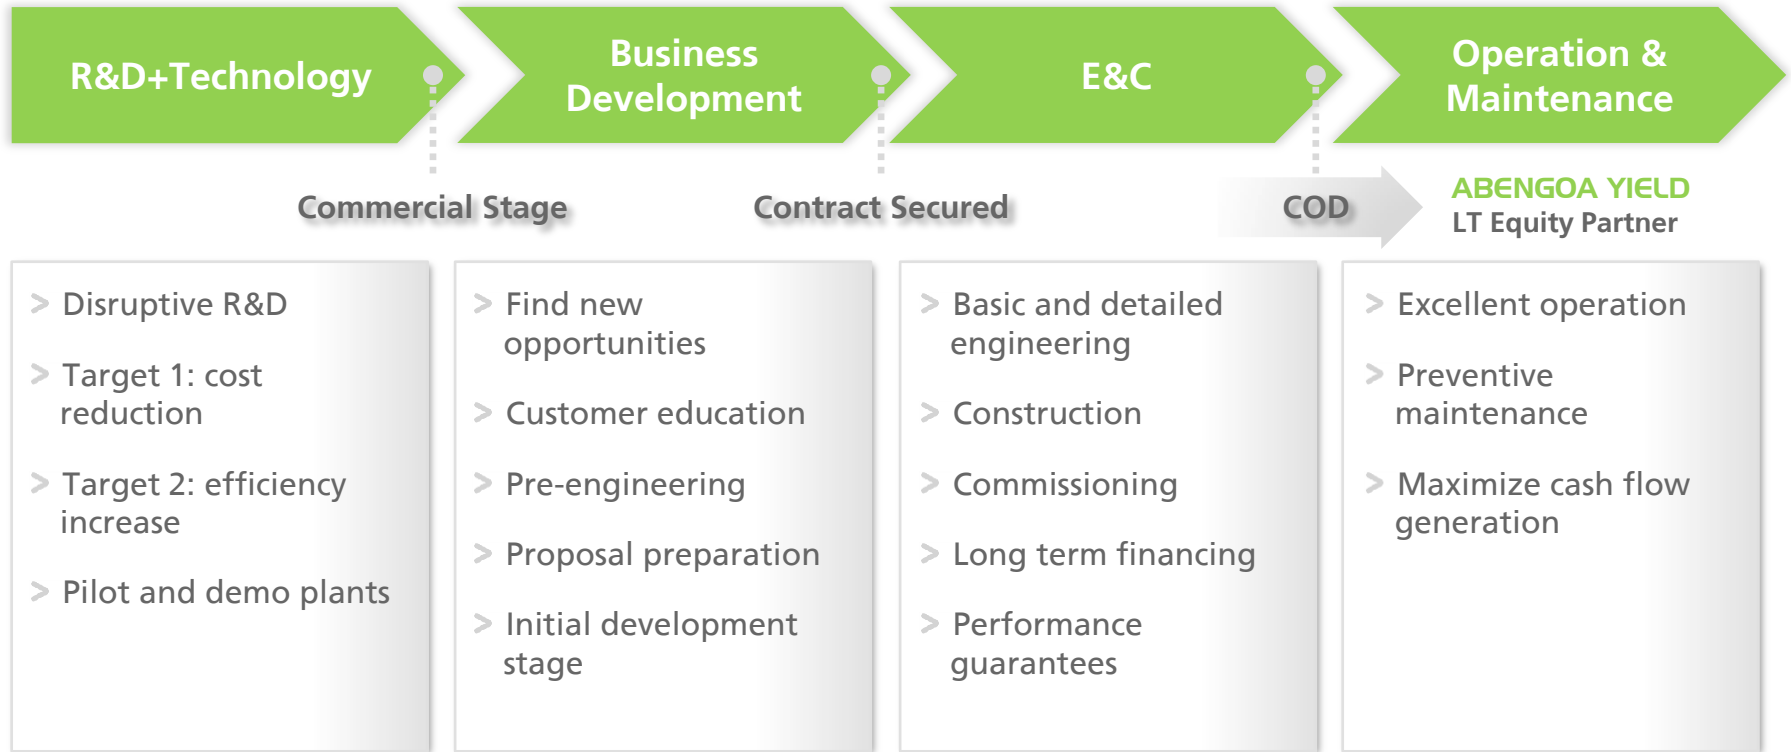 R&D+Technology
Business
Development
E&C
Operation &
Maintenance
Commercial Stage
Contract Secured
COD
ABENGOA YIELD
LT Equity Partner
> Disruptive R&D
> Target 1: cost
reduction
> Target 2: efficiency
increase
> Pilot and demo plants
> Find new
opportunities
> Customer education
> Pre-engineering
> Proposal preparation
> Initial development
stage
> Basic and detailed
engineering
> Construction
> Commissioning
> Long term financing
> Performance
guarantees
> Excellent operation
> Preventive
maintenance
> Maximize cash flow
generation